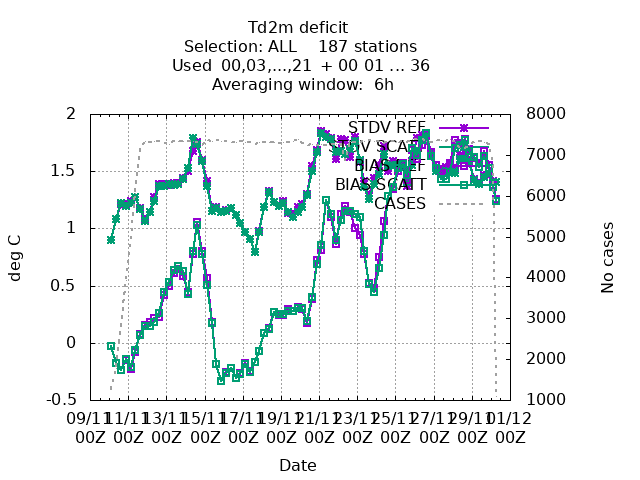 Td2m deficit
Selection: ALL    187 stations
Used  00,03,...,21  + 00 01 ... 36
Averaging window:  6h
2
1.5
1
0.5
0
-0.5
8000
7000
6000
5000
4000
3000
2000
1000
deg C
No cases
STDV REF
STDV SCATT
BIAS REF
BIAS SCATT
CASES
09/11 11/11 13/11 15/11 17/11 19/11 21/11 23/11 25/11 27/11 29/11 01/12
00Z 00Z 00Z 00Z 00Z 00Z 00Z 00Z 00Z 00Z 00Z 00Z
Date